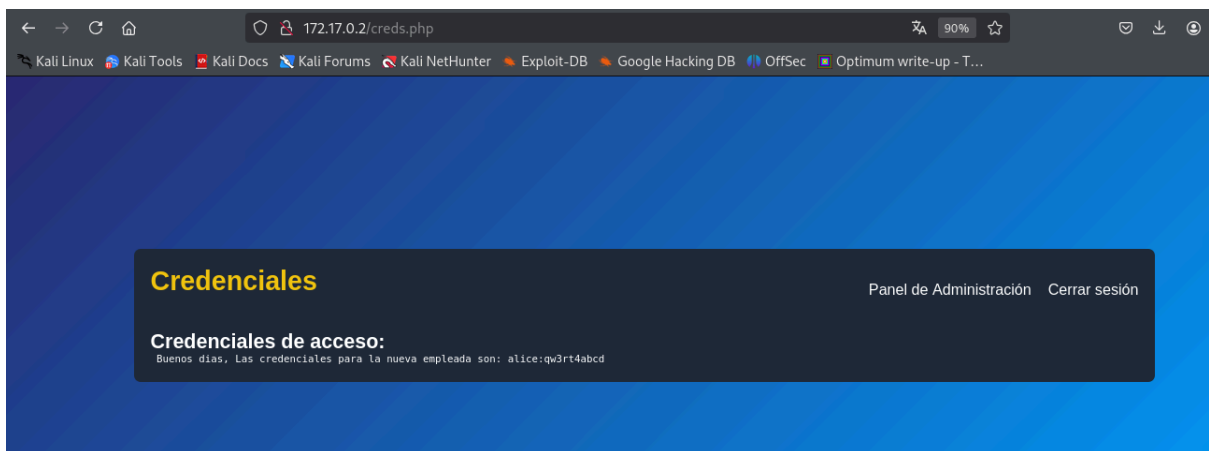 172.17.0.2/creds.php
90%
Kali Linux Kali Tools Kali Docs Kali Forums Kali NetHunter Exploit-DB Google Hacking DB OffSec Optimum write-up - T…
Credenciales
Panel de Administración Cerrar sesión
Credenciales de acceso:
Buenos dias, Las credenciales para la nueva empleada son: alice:qw3rt4abcd